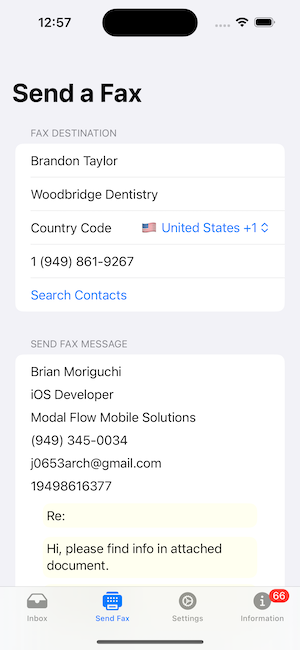 12:57
Send a Fax
FAX DESTINATION
Brandon Taylor
Woodbridge Dentistry
Country Code 🇺🇸 United States +1
1 (949) 861-9267
Search Contacts
SEND FAX MESSAGE
Brian Moriguchi
iOS Developer
Modal Flow Mobile Solutions
(949) 345-0034
j0653arch@gmail.com
19498616377
Re:
Hi, please find info in attached
document.
66
Inbox Send Fax Settings Information